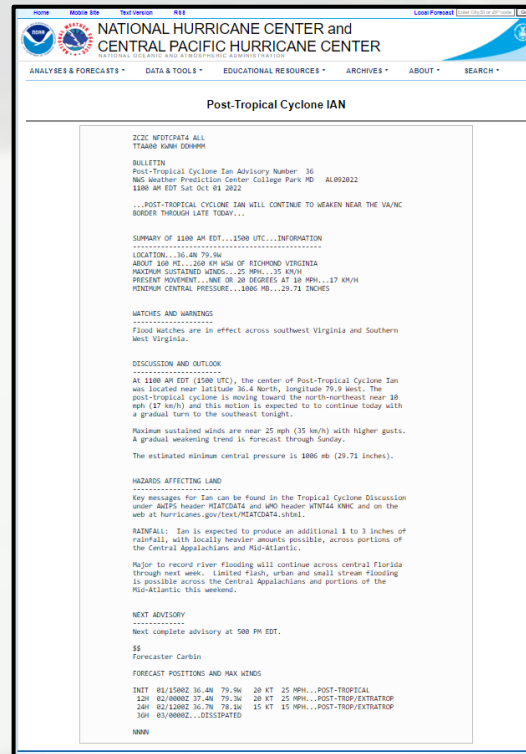 Home Mobile Site Text Version RSS Local Forecast
NATIONAL HURRICANE CENTER and
CENTRAL PACIFIC HURRICANE CENTER
NATIONAL OCEANIC AND ATMOSPHERIC ADMINISTRATION
ANALYSES & FORECASTS DATA & TOOLS EDUCATIONAL RESOURCES ARCHIVES ABOUT SEARCH
Post-Tropical Cyclone IAN
ZCZC NFDTCPAT4 ALL
TTAA00 KWNH DDHHMM
BULLETIN
Post-Tropical Cyclone Ian Advisory Number 36
NWS Weather Prediction Center College Park MD AL092022
1100 AM EDT Sat Oct 01 2022
...POST-TROPICAL CYCLONE IAN WILL CONTINUE TO WEAKEN NEAR THE VA/NC
BORDER THROUGH LATE TODAY...
SUMMARY OF 1100 AM EDT...1500 UTC...INFORMATION
----------------------------------------------
LOCATION...36.4N 79.9W
ABOUT 160 MI...260 KM WSW OF RICHMOND VIRGINIA
MAXIMUM SUSTAINED WINDS...25 MPH...35 KM/H
PRESENT MOVEMENT...NNE OR 20 DEGREES AT 10 MPH...17 KM/H
MINIMUM CENTRAL PRESSURE...1006 MB...29.71 INCHES
WATCHES AND WARNINGS
--------------------
Flood Watches are in effect across southwest Virginia and Southern
West Virginia.
DISCUSSION AND OUTLOOK
----------------------
At 1100 AM EDT (1500 UTC), the center of Post-Tropical Cyclone Ian
was located near latitude 36.4 North, longitude 79.9 West. The
post-tropical cyclone is moving toward the north-northeast near 10
mph (17 km/h) and this motion is expected to to continue today with
a gradual turn to the southeast tonight.
Maximum sustained winds are near 25 mph (35 km/h) with higher gusts.
A gradual weakening trend is forecast through Sunday.
The estimated minimum central pressure is 1006 mb (29.71 inches).
HAZARDS AFFECTING LAND
----------------------
Key messages for Ian can be found in the Tropical Cyclone Discussion
under AWIPS header MIATCDAT4 and WMO header WTNT44 KNHC and on the
web at hurricanes.gov/text/MIATCDAT4.shtml.
RAINFALL: Ian is expected to produce an additional 1 to 3 inches of
rainfall, with locally heavier amounts possible, across portions of
the Central Appalachians and Mid-Atlantic.
Major to record river flooding will continue across central Florida
through next week. Limited flash, urban and small stream flooding
is possible across the Central Appalachians and portions of the
Mid-Atlantic this weekend.
NEXT ADVISORY
-------------
Next complete advisory at 500 PM EDT.
$$
Forecaster Carbin
FORECAST POSITIONS AND MAX WINDS
INIT 01/1500Z 36.4N 79.9W 20 KT 25 MPH...POST-TROPICAL
12H 02/0000Z 37.4N 79.3W 20 KT 25 MPH...POST-TROP/EXTRATROP
24H 02/1200Z 36.7N 78.1W 15 KT 15 MPH...POST-TROP/EXTRATROP
36H 03/0000Z...DISSIPATED
NNNN